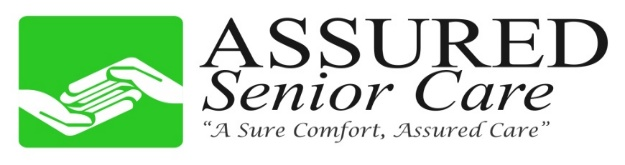 ASSURED
Senior Care
“A Sure Comfort, Assured Care”